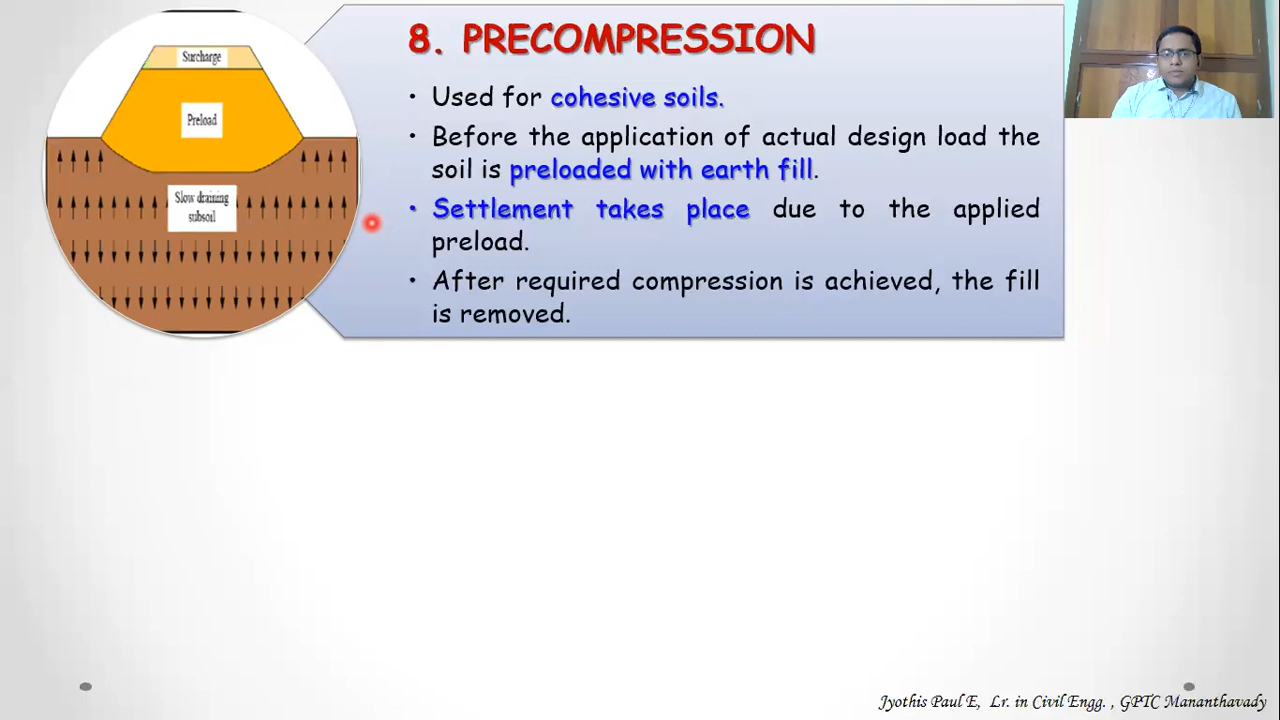 8. PRECOMPRESSION
Surcharge
Preload
Slow draining
subsoil
• Used for cohesive soils.
• Before the application of actual design load the
soil is preloaded with earth fill.
• Settlement takes place due to the applied
preload.
• After required compression is achieved, the fill
is removed.
Jyothis Paul E, Lr. in Civil Engg. , GPTC Mananthavady